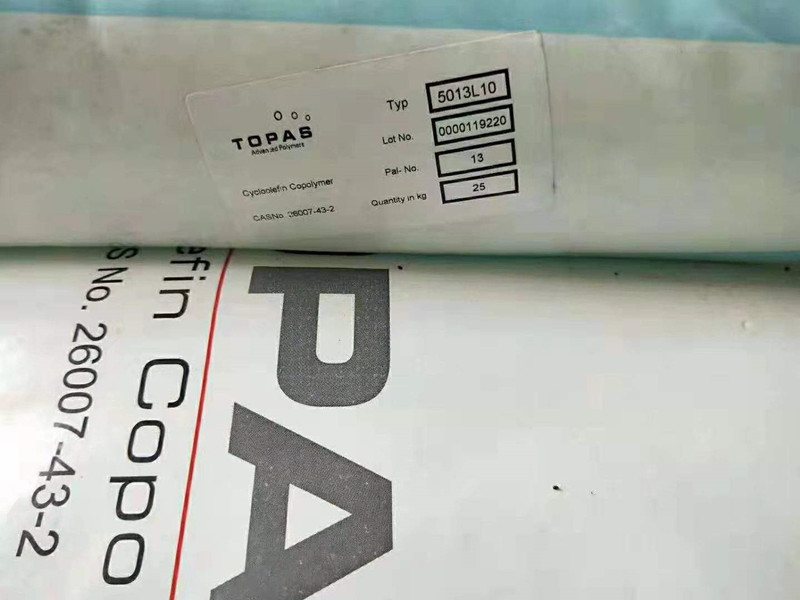 TOPAS
Advanced Polymers
Cycloolefin Copolymer
CASNo. 26007-43-2
Typ 5013L10
Lot No. 0000119220
Pal- No. 13
Quantity in kg 25
PA
efin Copo
S No. 26007-43-2